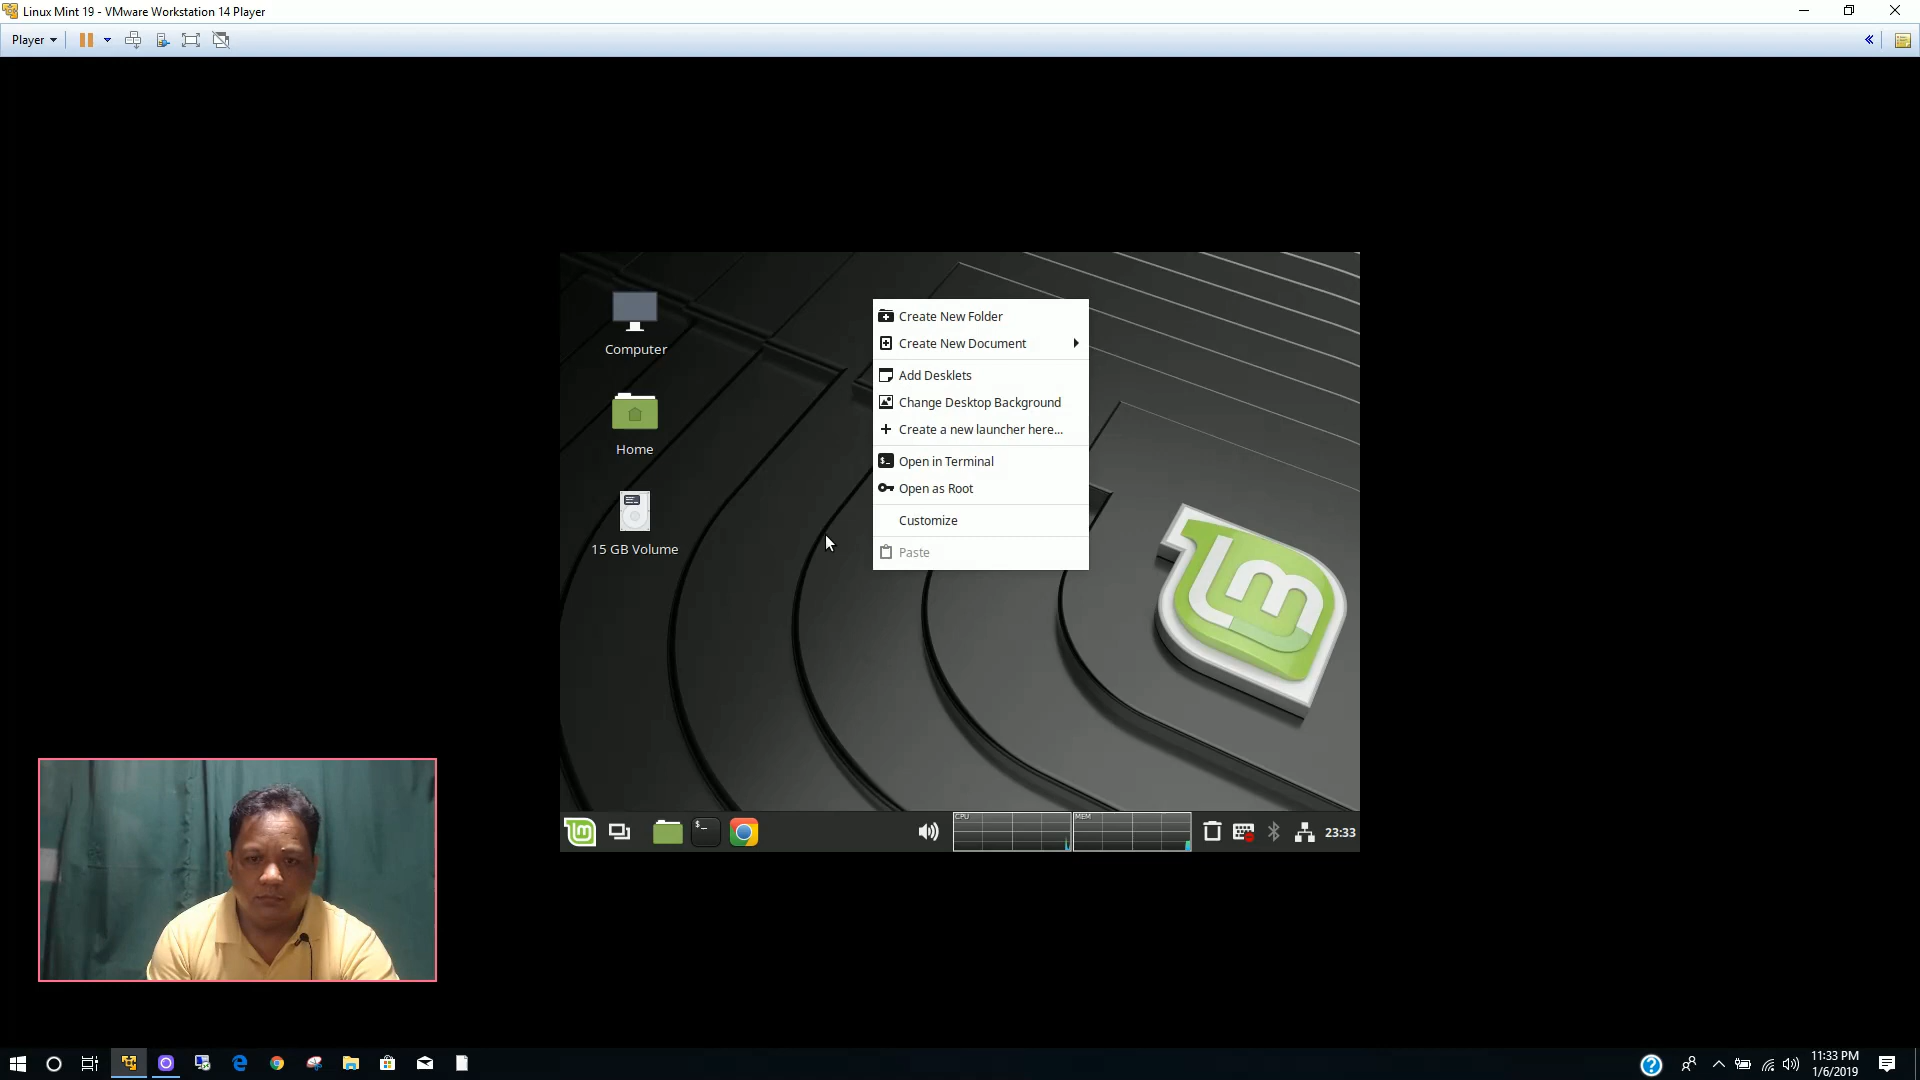 Linux Mint 19 - VMware Workstation 14 Player
Player
Create New Folder
Create New Document
Add Desklets
Change Desktop Background
Create a new launcher here...
Open in Terminal
Open as Root
Customize
Paste
Computer
Home
15 GB Volume
CPU
MEM
23:33
11:33 PM
1/6/2019